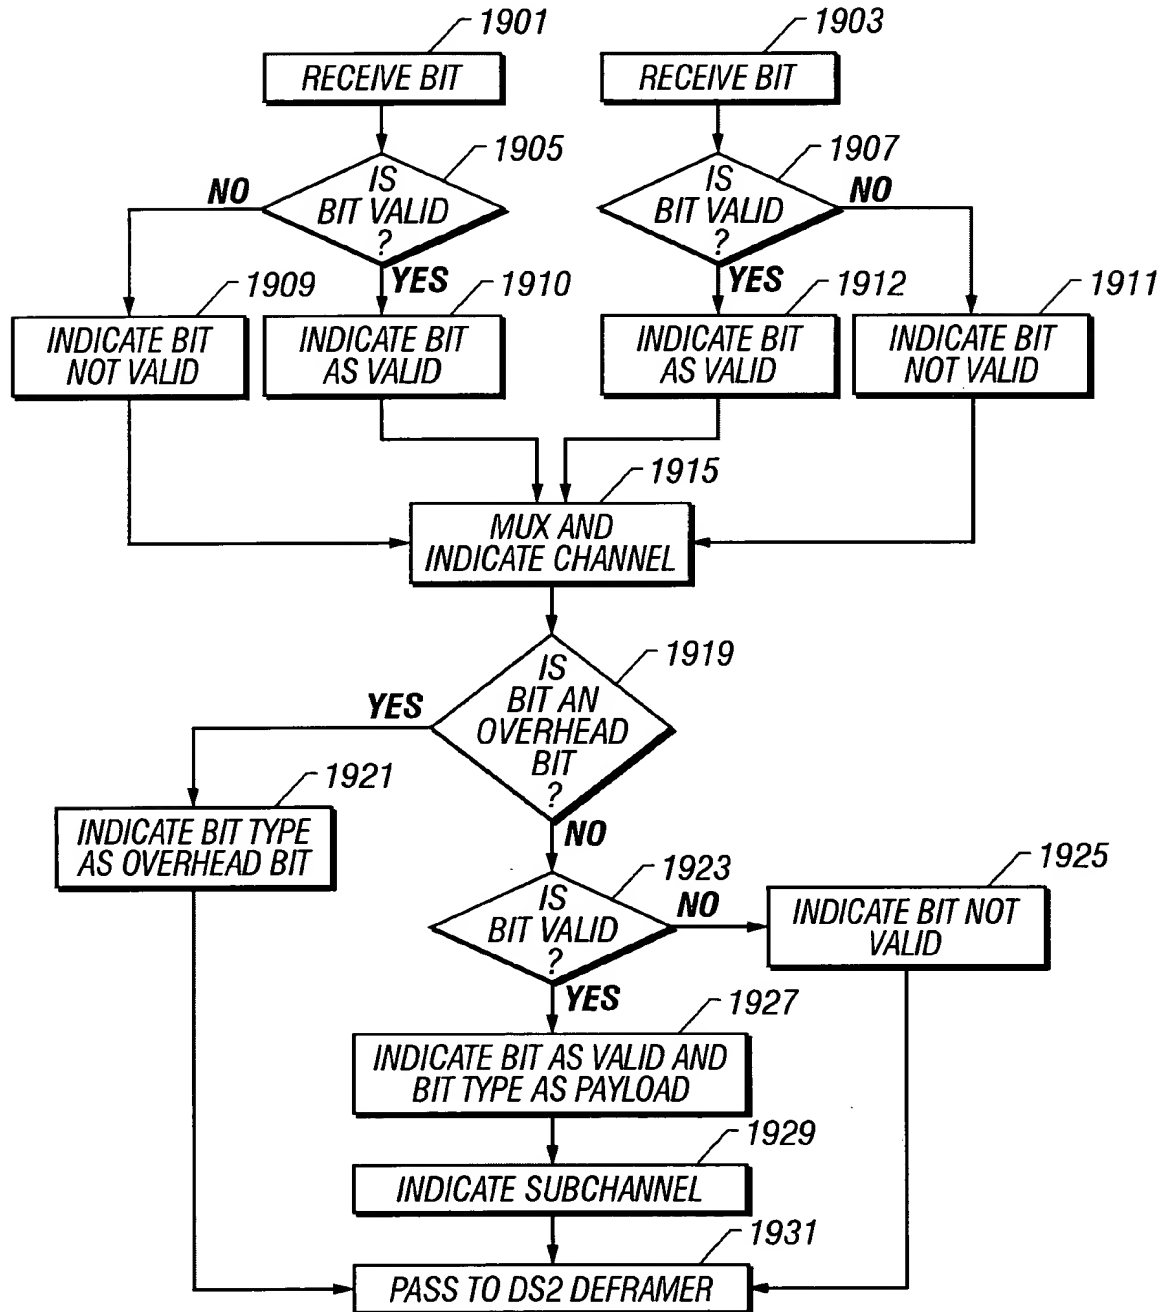 1901
1903
RECEIVE BIT
RECEIVE BIT
1905
1907
IS
BIT VALID
?
IS
BIT VALID
?
NO
NO
YES
YES
1909
1910
1912
1911
INDICATE BIT
NOT VALID
INDICATE BIT
AS VALID
INDICATE BIT
AS VALID
INDICATE BIT
NOT VALID
1915
MUX AND
INDICATE CHANNEL
1919
IS
BIT AN
OVERHEAD
BIT
?
YES
NO
1921
INDICATE BIT TYPE
AS OVERHEAD BIT
1923
IS
BIT VALID
?
NO
YES
1925
INDICATE BIT NOT
VALID
1927
INDICATE BIT AS VALID AND
BIT TYPE AS PAYLOAD
1929
INDICATE SUBCHANNEL
1931
PASS TO DS2 DEFRAMER